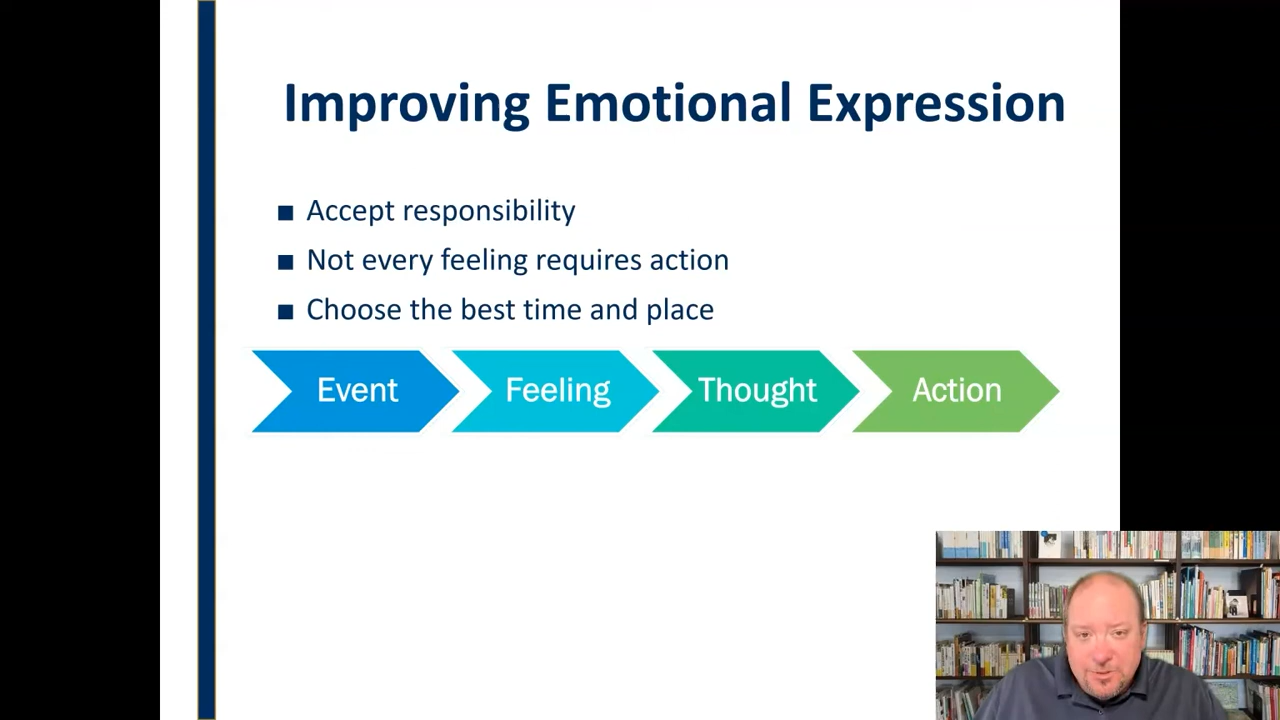 Improving Emotional Expression
■ Accept responsibility
■ Not every feeling requires action
■ Choose the best time and place
Event Feeling Thought Action